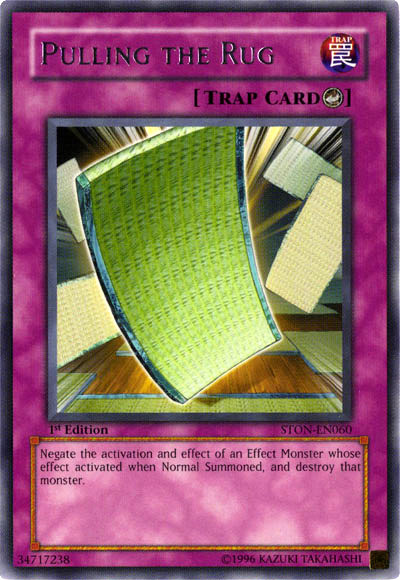 PULLING THE RUG
TRAP
罠
[TRAP CARD]
1st Edition
STON-EN060
Negate the activation and effect of an Effect Monster whose
effect activated when Normal Summoned, and destroy that
monster.
34717238
©1996 KAZUKI TAKAHASHI